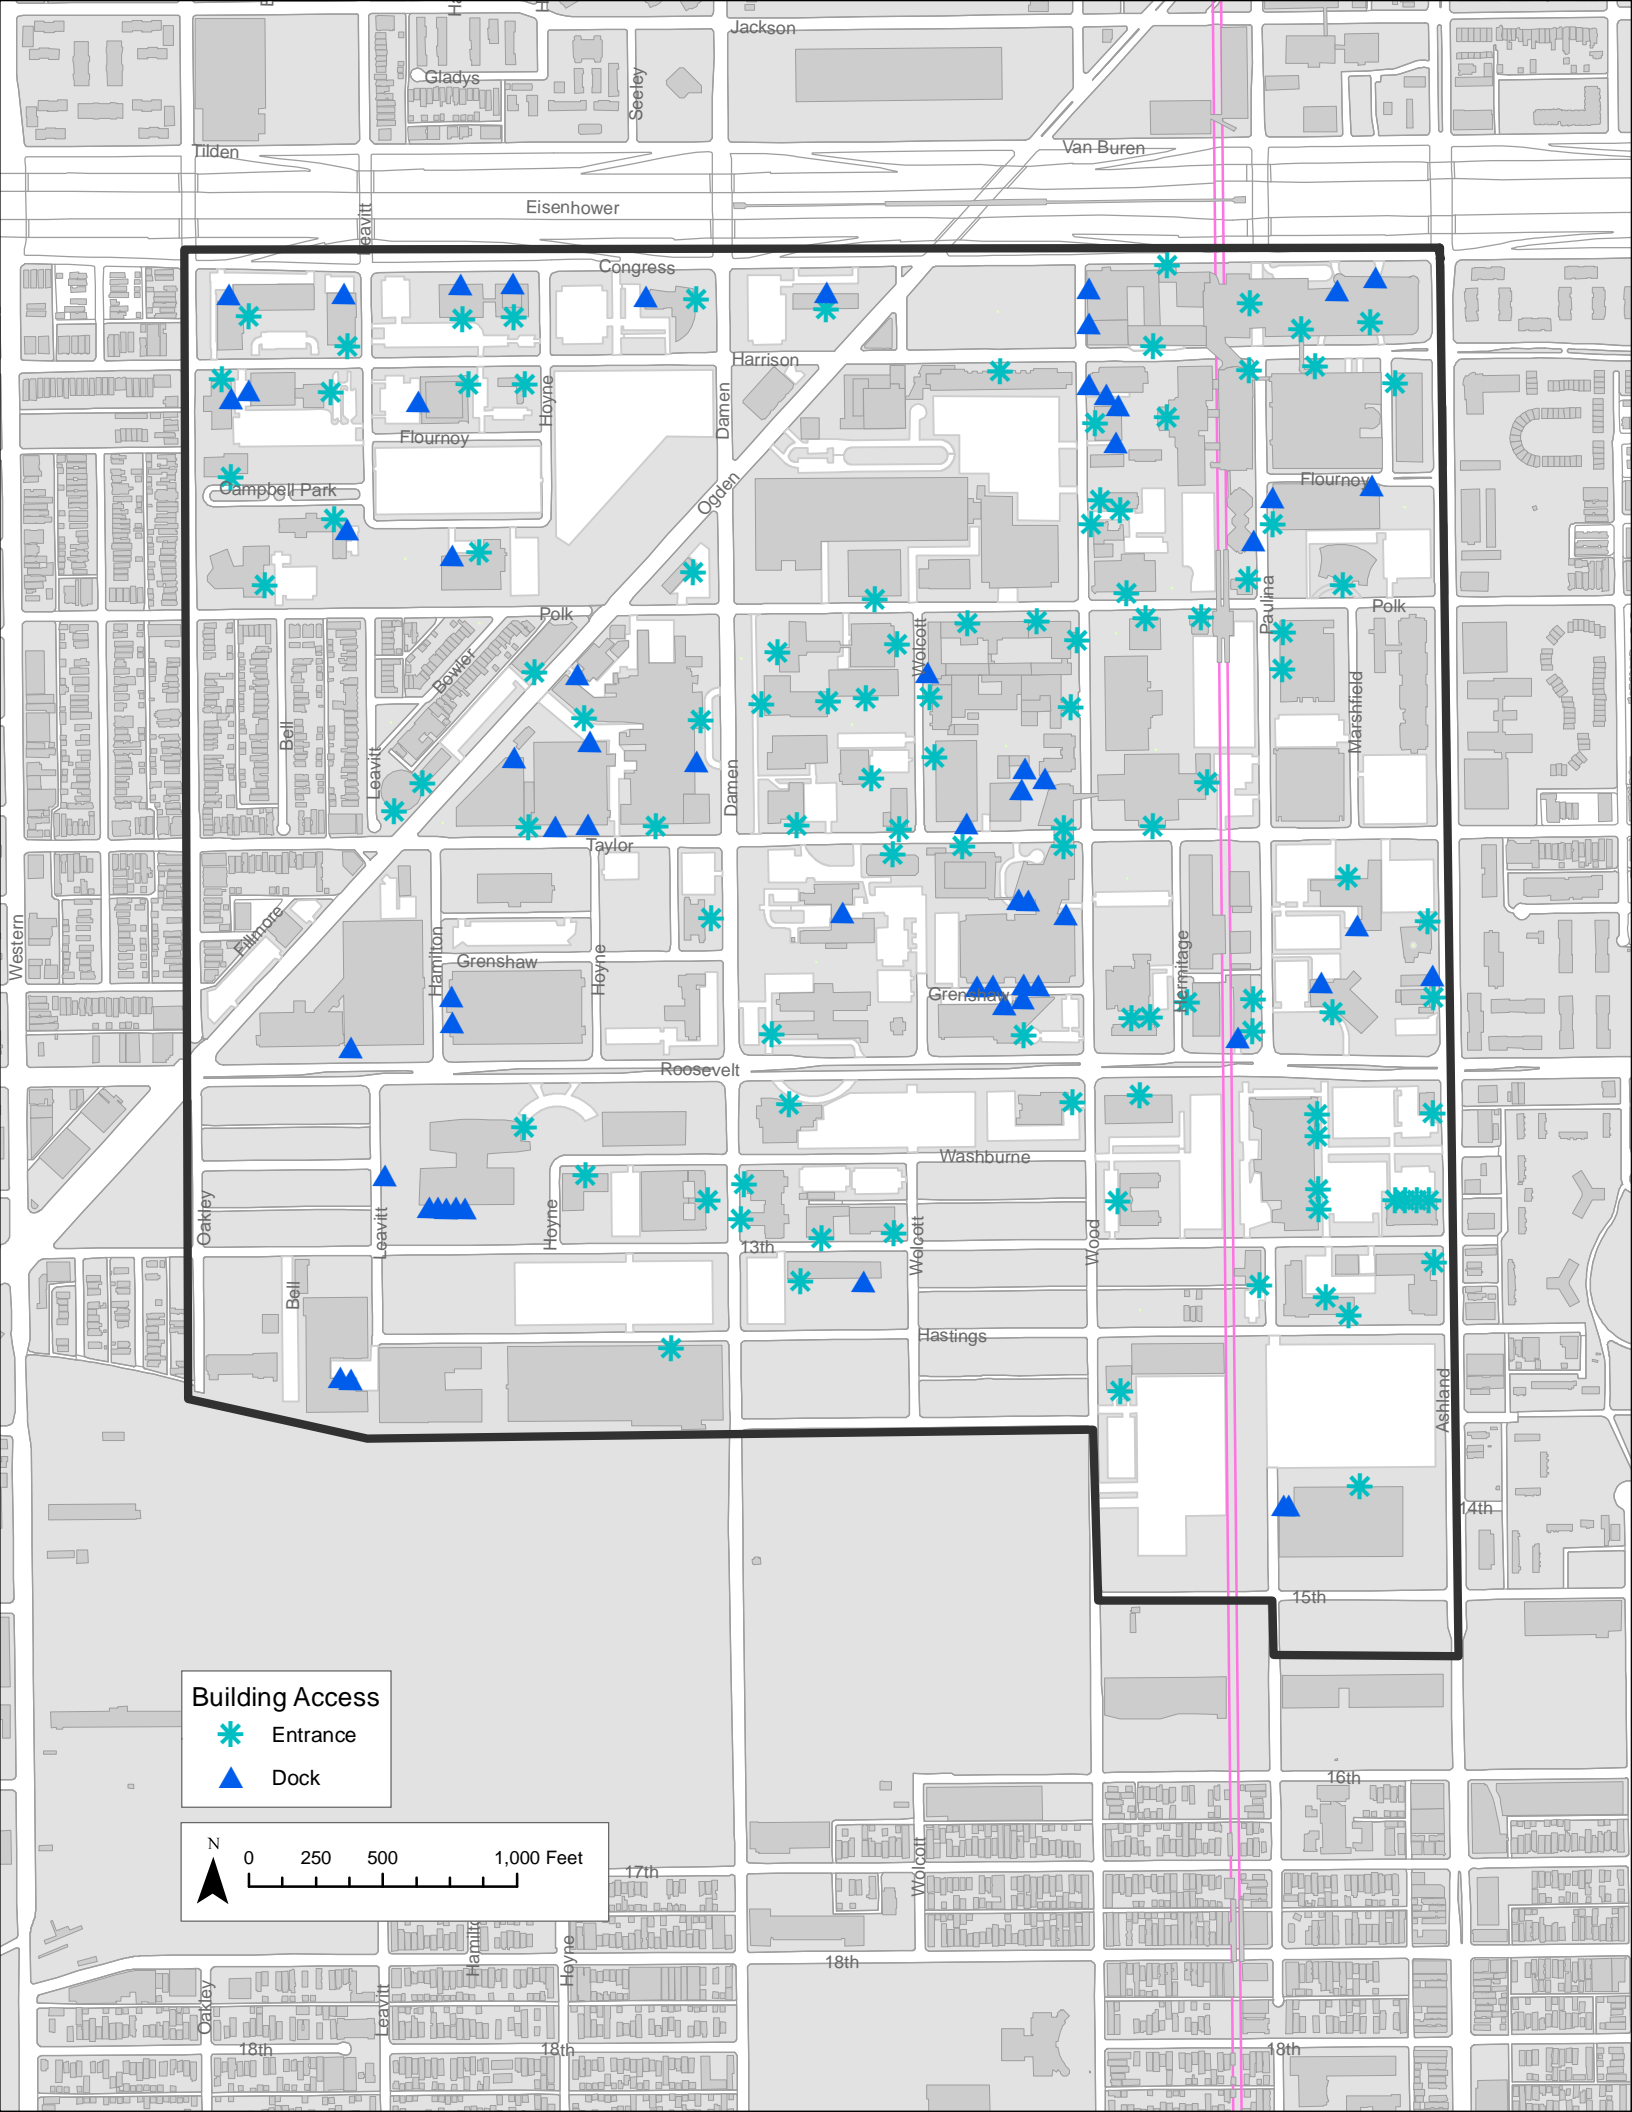 Jackson
Gladys
Seeley
Tilden
Van Buren
Leavitt
Eisenhower
Congress
Harrison
Hoyne
Damen
Flournoy
Campbell Park
Ogden
Flournoy
Polk
Paulina
Polk
Wolcott
Bowler
Bell
Leavitt
Marshfield
Damen
Taylor
Western
Fillmore
Hamilton
Grenshaw
Hoyne
Hermitage
Grenshaw
Roosevelt
Washburne
Oakley
Leavitt
Hoyne
13th
Wolcott
Wood
Bell
Hastings
Ashland
14th
15th
Building Access
Entrance
Dock
16th
N
0 250 500 1,000 Feet
17th
Wolcott
Hoyne
18th
Oakley
Leavitt
18th
18th
18th